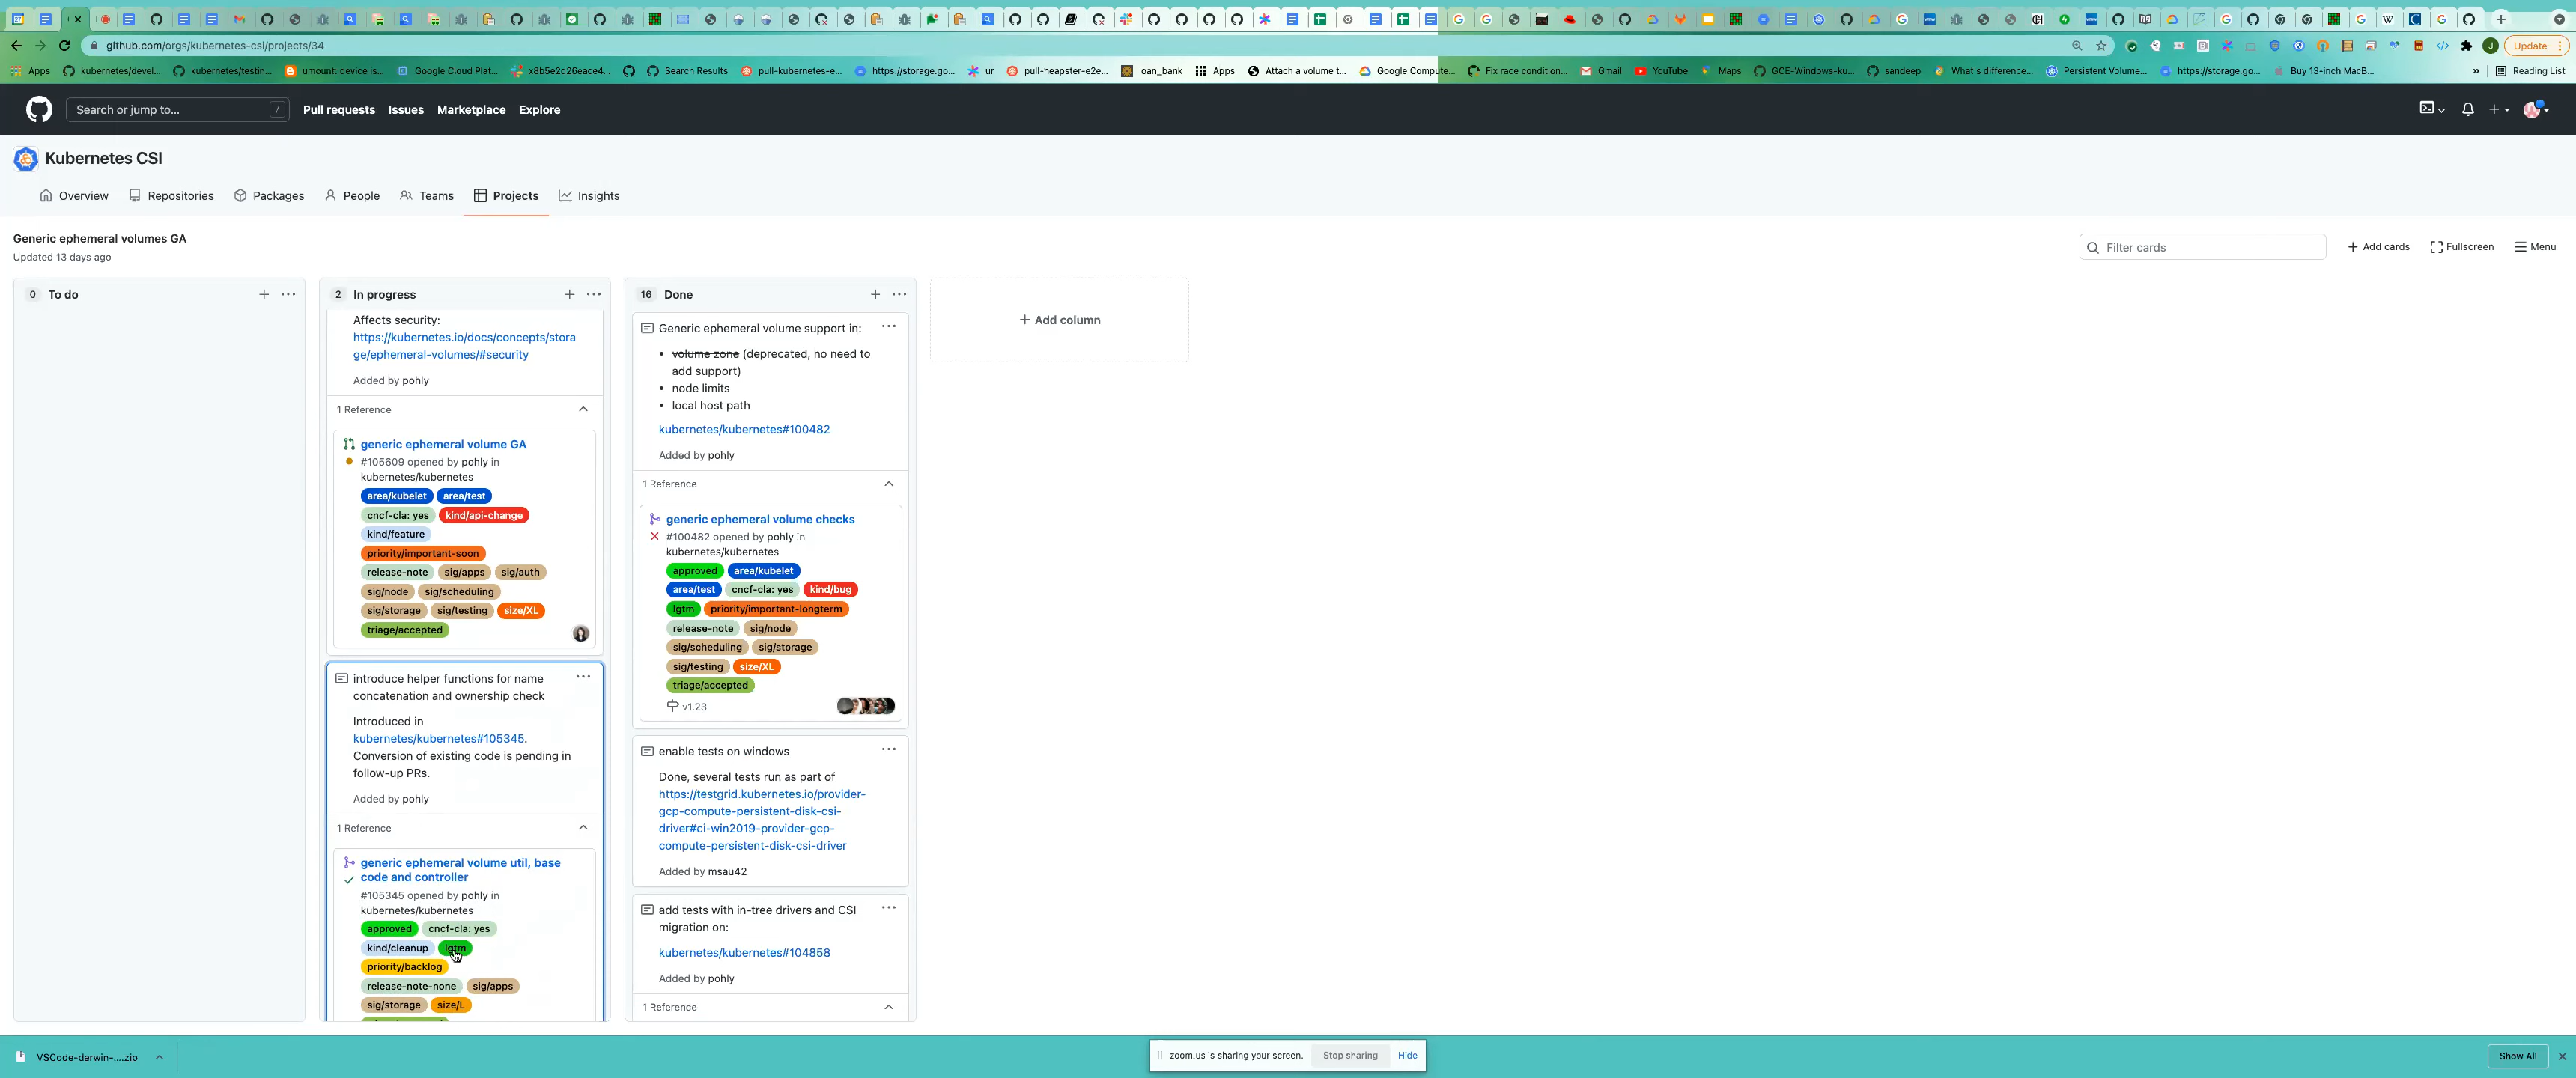 github.com/orgs/kubernetes-csi/projects/34
Update
Apps
kubernetes/devel...
kubernetes/testin...
umount: device is...
Google Cloud Plat...
x8b5e2d26eace4...
Search Results
pull-kubernetes-e...
https://storage.go...
ur
pull-heapster-e2e...
loan_bank
Apps
Attach a volume t...
Google Compute...
Fix race condition...
Gmail
YouTube
Maps
GCE-Windows-ku...
sandeep
What's difference...
Persistent Volume...
https://storage.go...
Buy 13-inch MacB...
»
Reading List
Search or jump to... /
Pull requests Issues Marketplace Explore
Kubernetes CSI
Overview Repositories Packages People Teams Projects Insights
Generic ephemeral volumes GA
Updated 13 days ago
Filter cards
+ Add cards Fullscreen Menu
0 To do
2 In progress
Affects security:
https://kubernetes.io/docs/concepts/stora
ge/ephemeral-volumes/#security
Added by pohly
1 Reference
generic ephemeral volume GA
#105609 opened by pohly in
kubernetes/kubernetes
area/kubelet area/test
cncf-cla: yes kind/api-change
kind/feature
priority/important-soon
release-note sig/apps sig/auth
sig/node sig/scheduling
sig/storage sig/testing size/XL
triage/accepted
introduce helper functions for name
concatenation and ownership check
Introduced in
kubernetes/kubernetes#105345.
Conversion of existing code is pending in
follow-up PRs.
Added by pohly
1 Reference
generic ephemeral volume util, base
code and controller
#105345 opened by pohly in
kubernetes/kubernetes
approved cncf-cla: yes
kind/cleanup lgtm
priority/backlog
release-note-none sig/apps
sig/storage size/L
16 Done
Generic ephemeral volume support in:
• volume zone (deprecated, no need to
add support)
• node limits
• local host path
kubernetes/kubernetes#100482
Added by pohly
1 Reference
generic ephemeral volume checks
#100482 opened by pohly in
kubernetes/kubernetes
approved area/kubelet
area/test cncf-cla: yes kind/bug
lgtm priority/important-longterm
release-note sig/node
sig/scheduling sig/storage
sig/testing size/XL
triage/accepted
v1.23
enable tests on windows
Done, several tests run as part of
https://testgrid.kubernetes.io/provider-
gcp-compute-persistent-disk-csi-
driver#ci-win2019-provider-gcp-
compute-persistent-disk-csi-driver
Added by msau42
add tests with in-tree drivers and CSI
migration on:
kubernetes/kubernetes#104858
Added by pohly
1 Reference
+ Add column
VSCode-darwin-....zip
zoom.us is sharing your screen. Stop sharing Hide
Show All